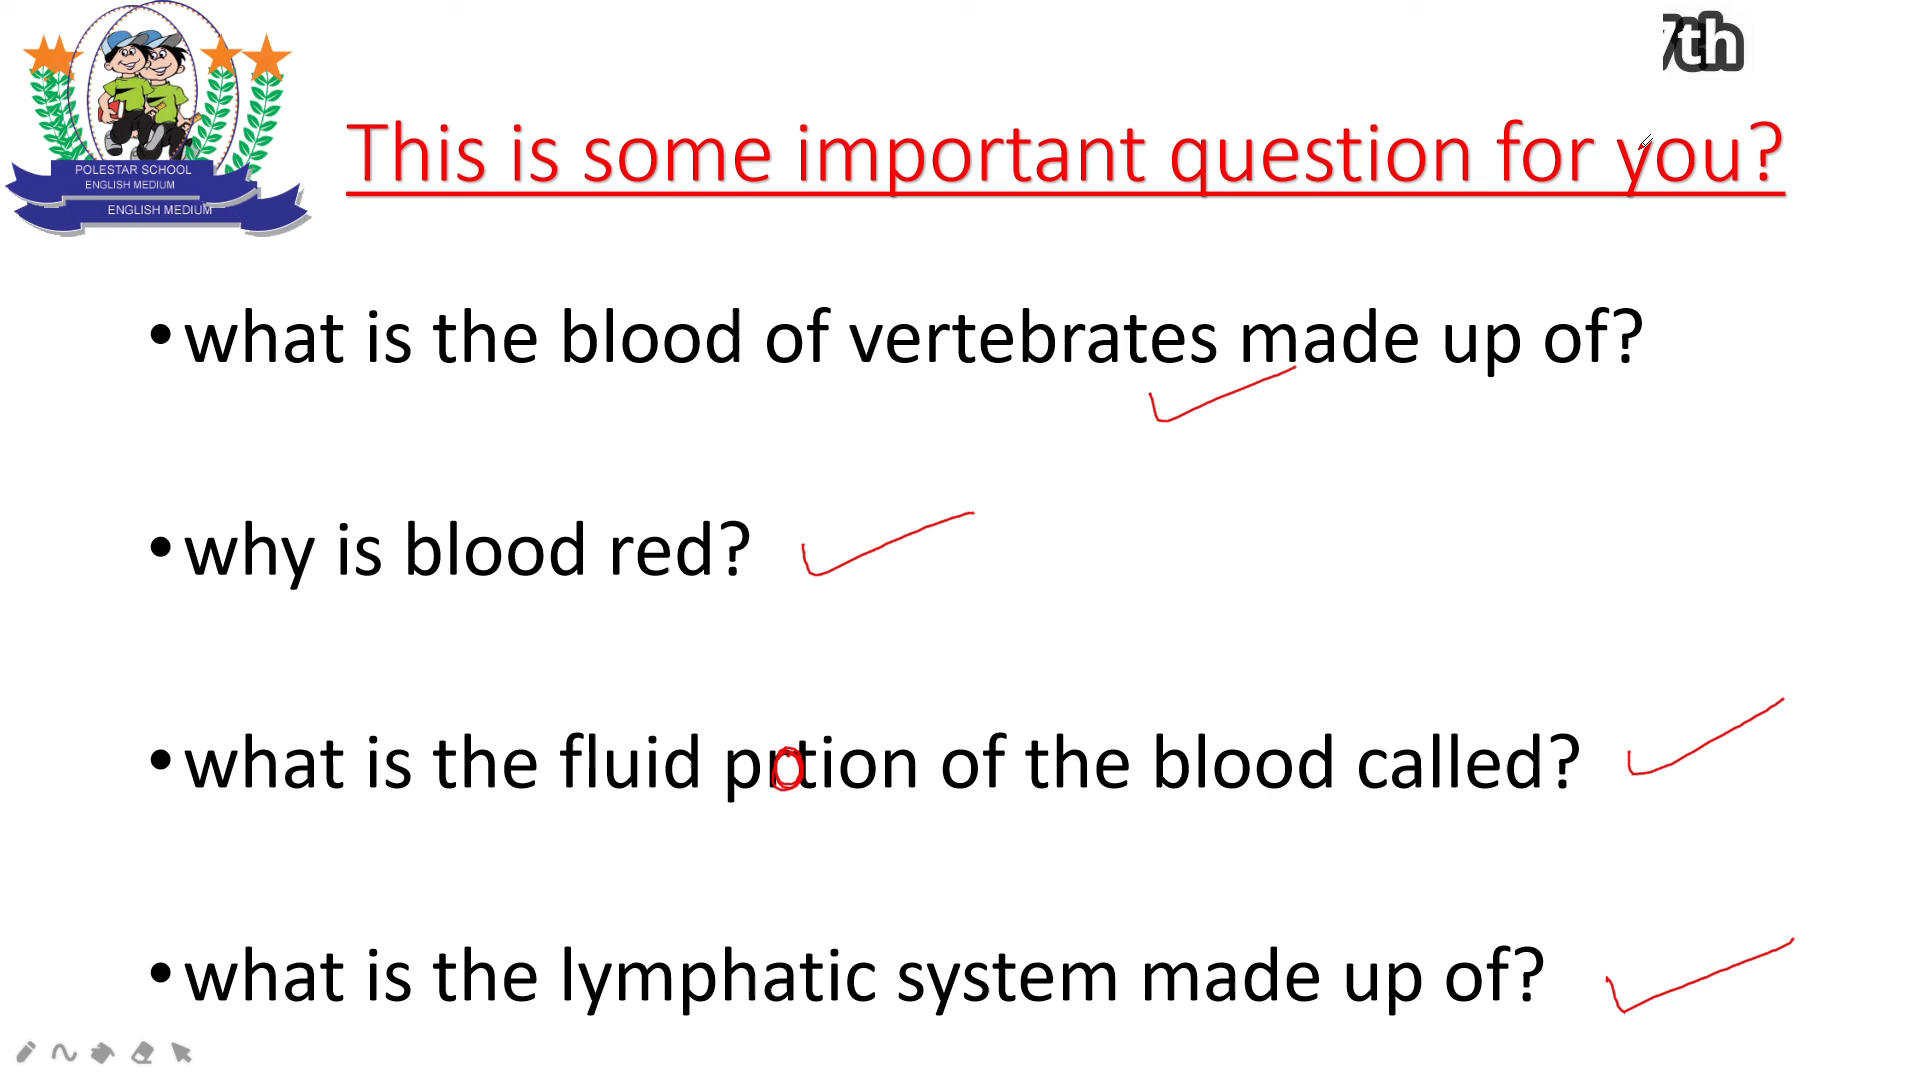 7th
POLESTAR SCHOOL
ENGLISH MEDIUM
ENGLISH MEDIUM
This is some important question for you?
• what is the blood of vertebrates made up of?
• why is blood red?
• what is the fluid protion of the blood called?
• what is the lymphatic system made up of?